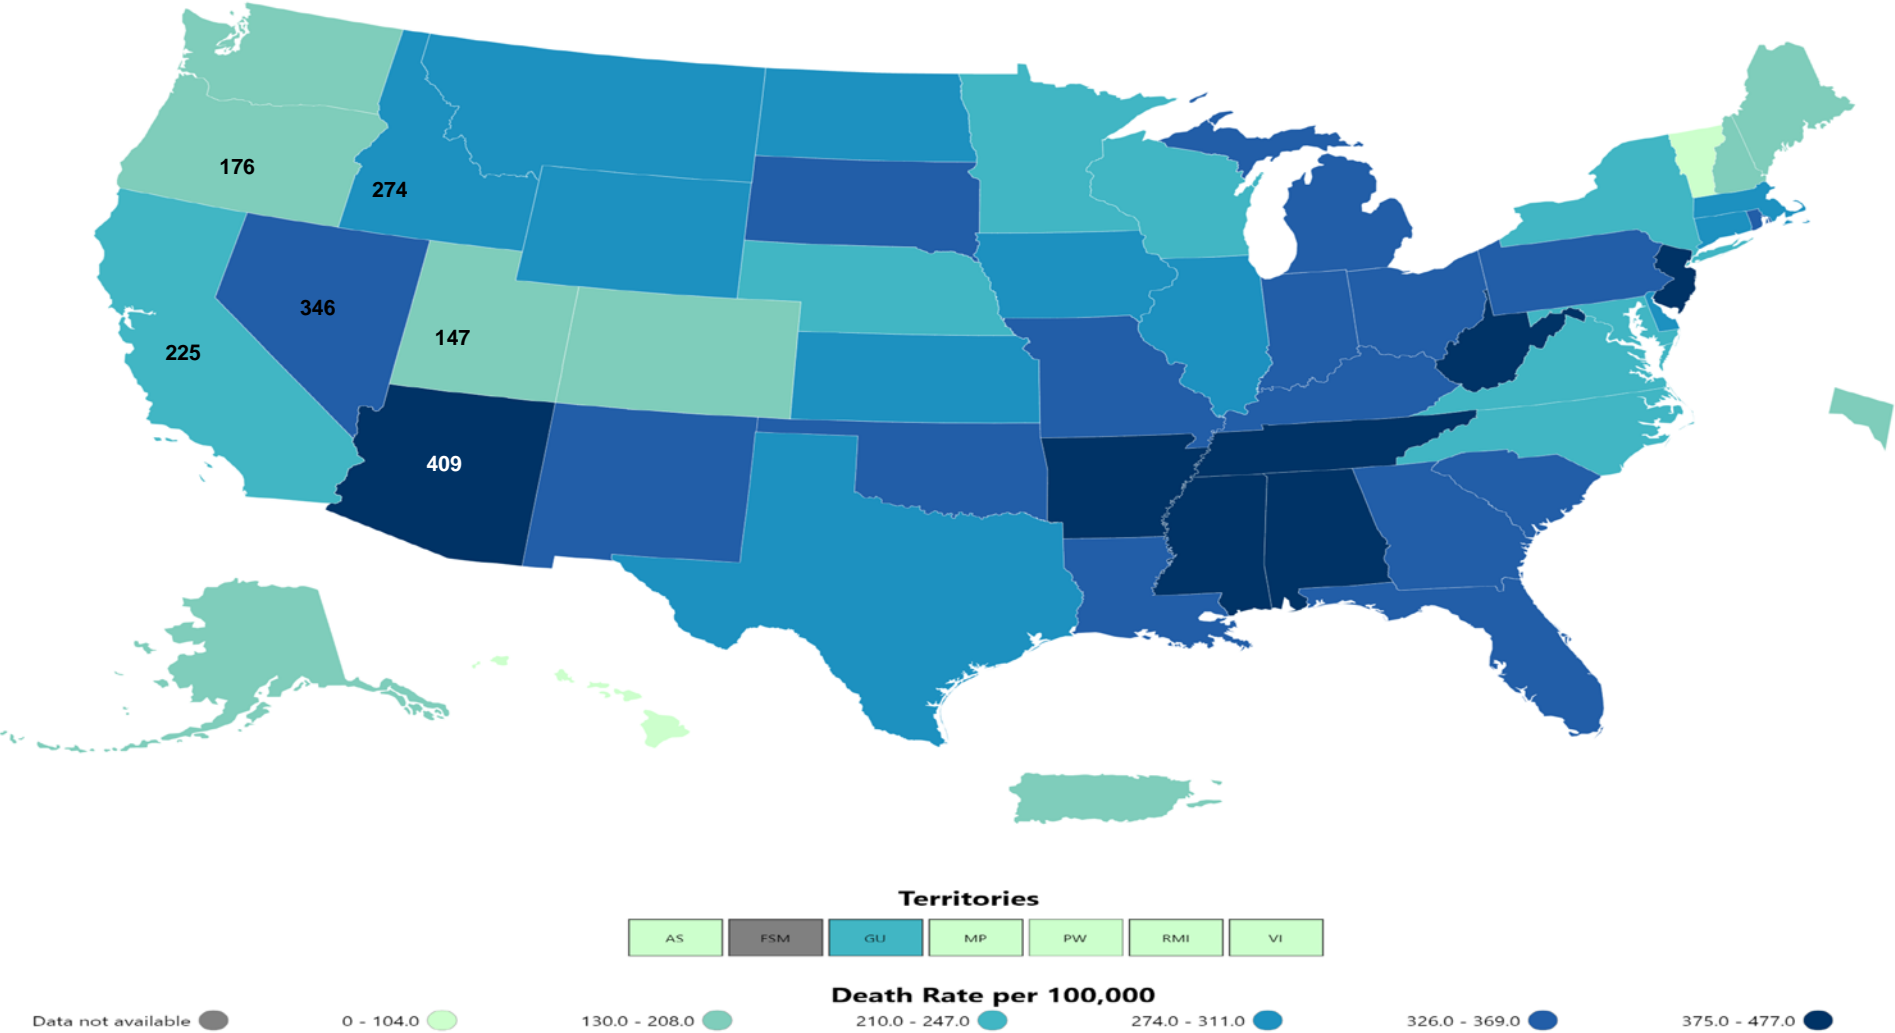 176
274
346
147
225
409
Territories
AS FSM GU MP PW RMI VI
Death Rate per 100,000
Data not available 0 - 104.0 130.0 - 208.0 210.0 - 247.0 274.0 - 311.0 326.0 - 369.0 375.0 - 477.0